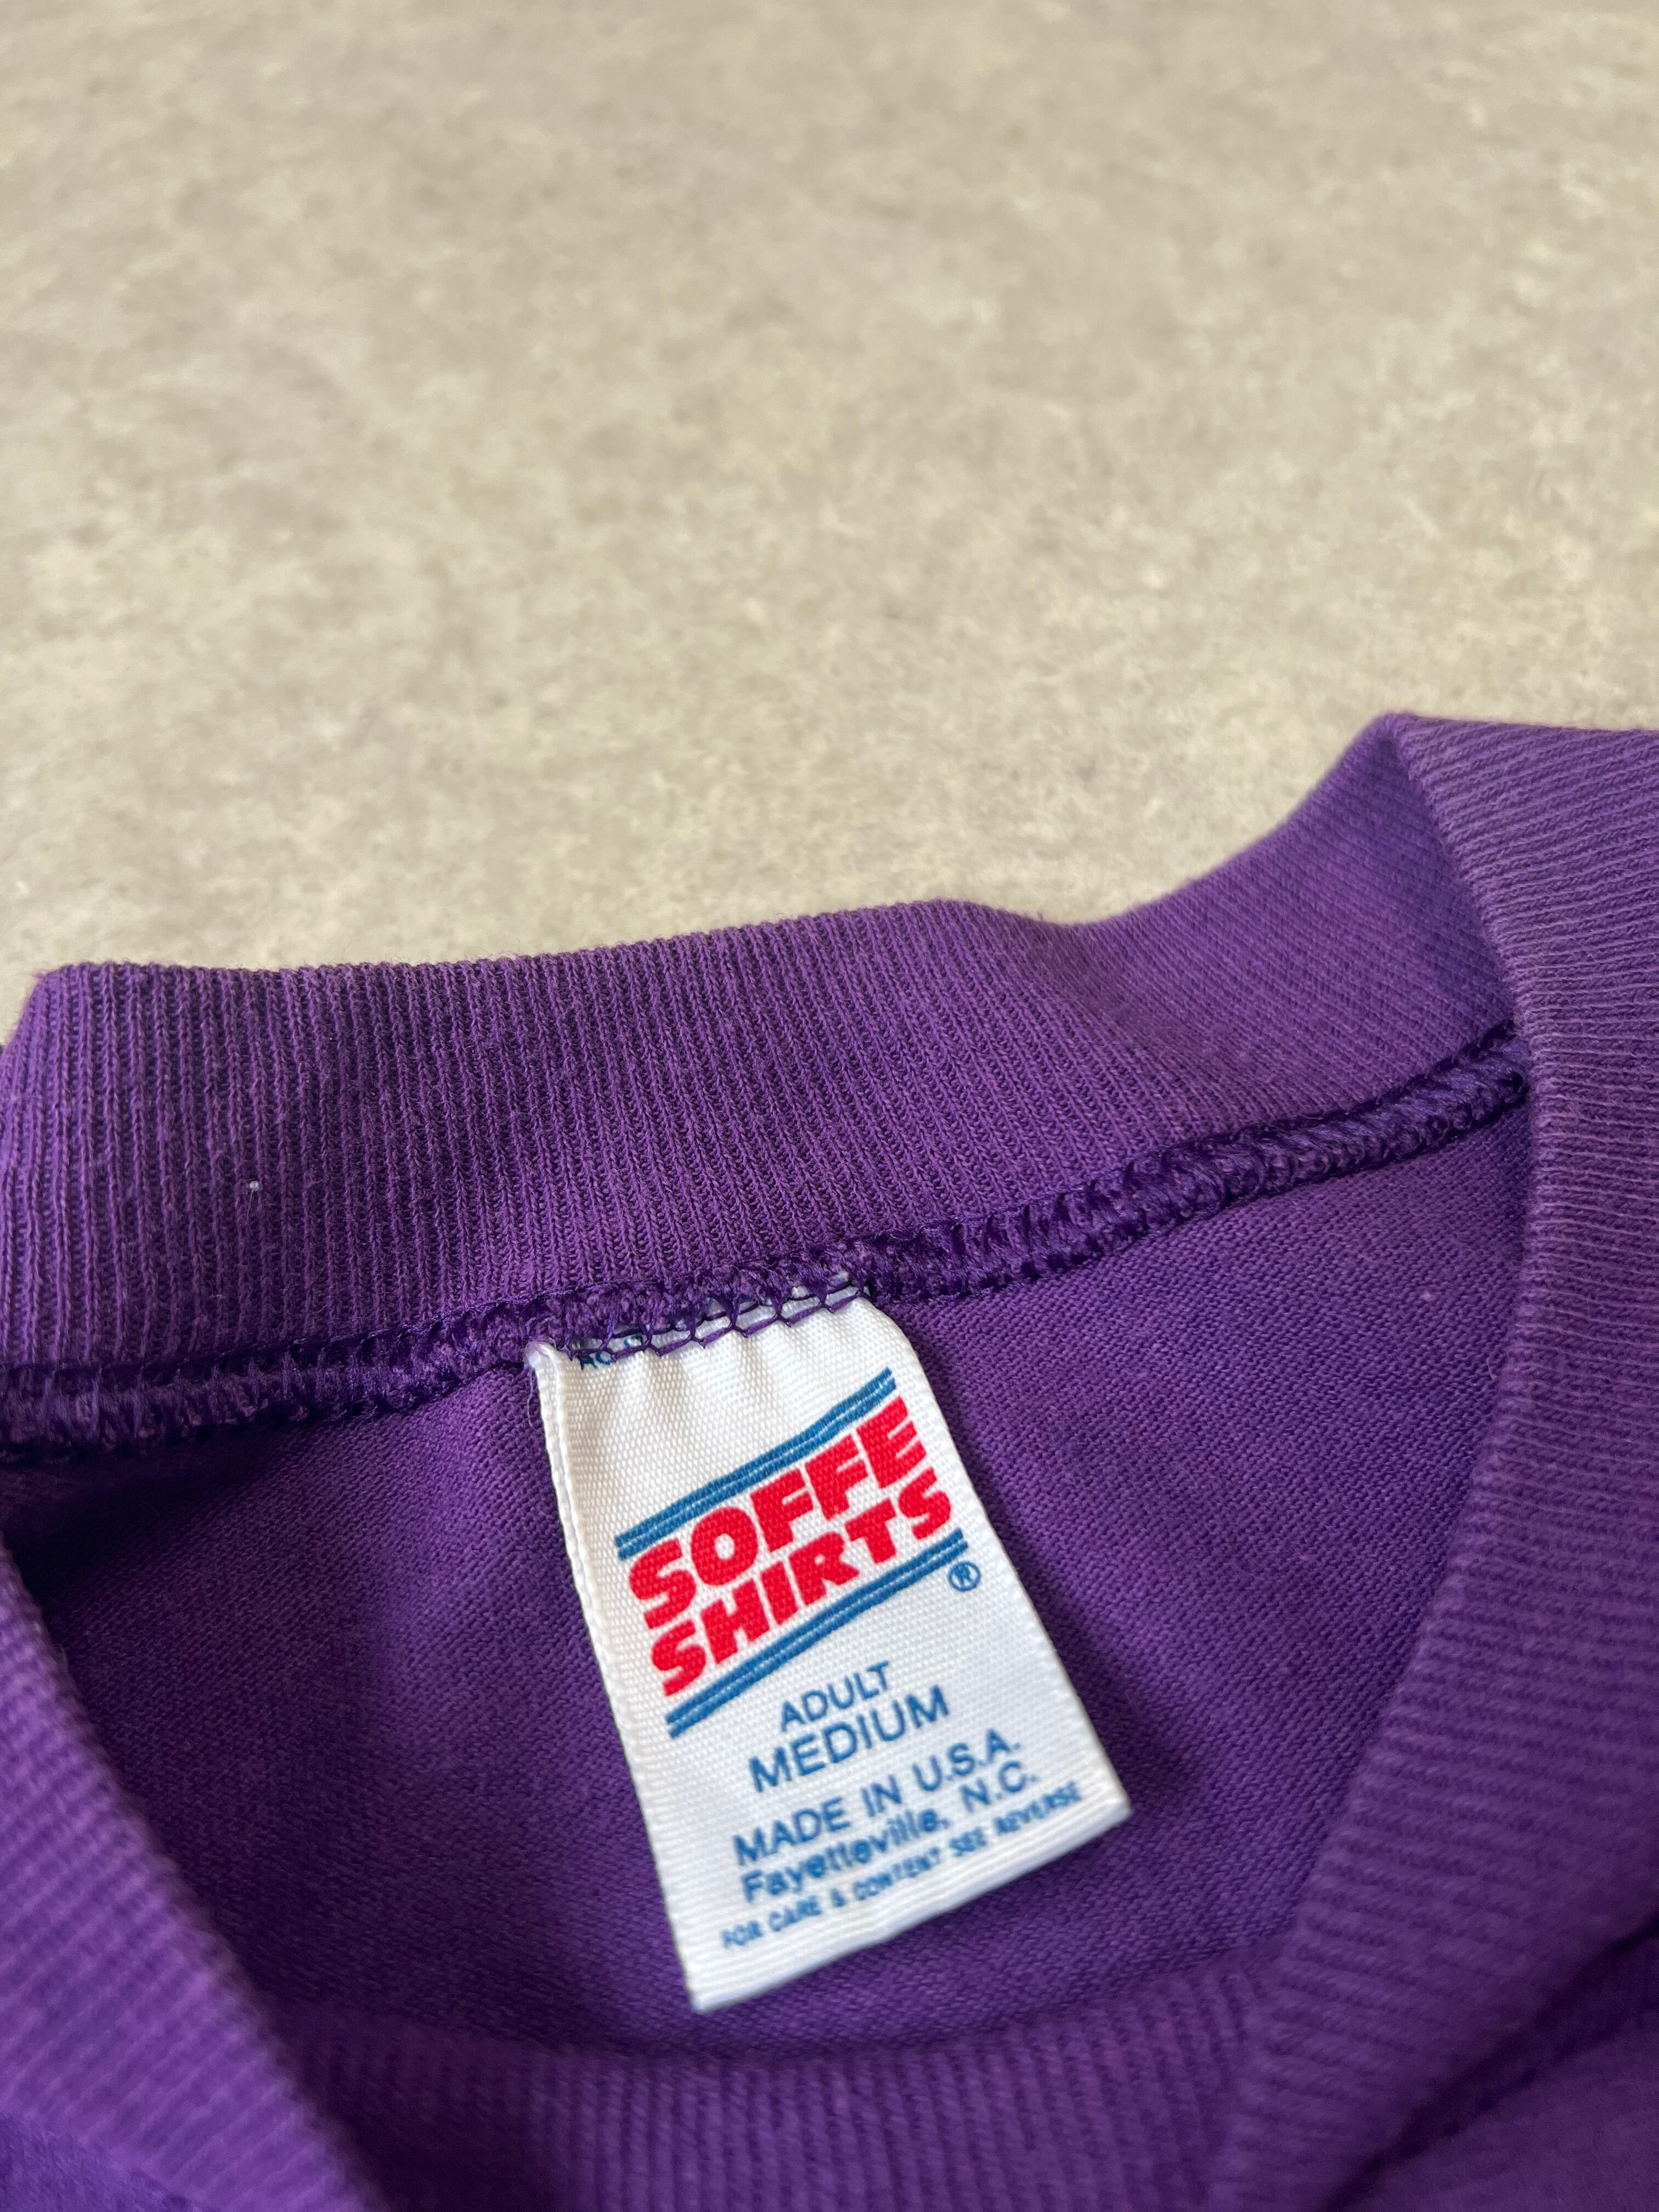 SOFFE
SHIRTS
®
ADULT
MEDIUM
MADE IN U.S.A.
Fayetteville, N.C.
FOR CARE & CONTENT SEE REVERSE